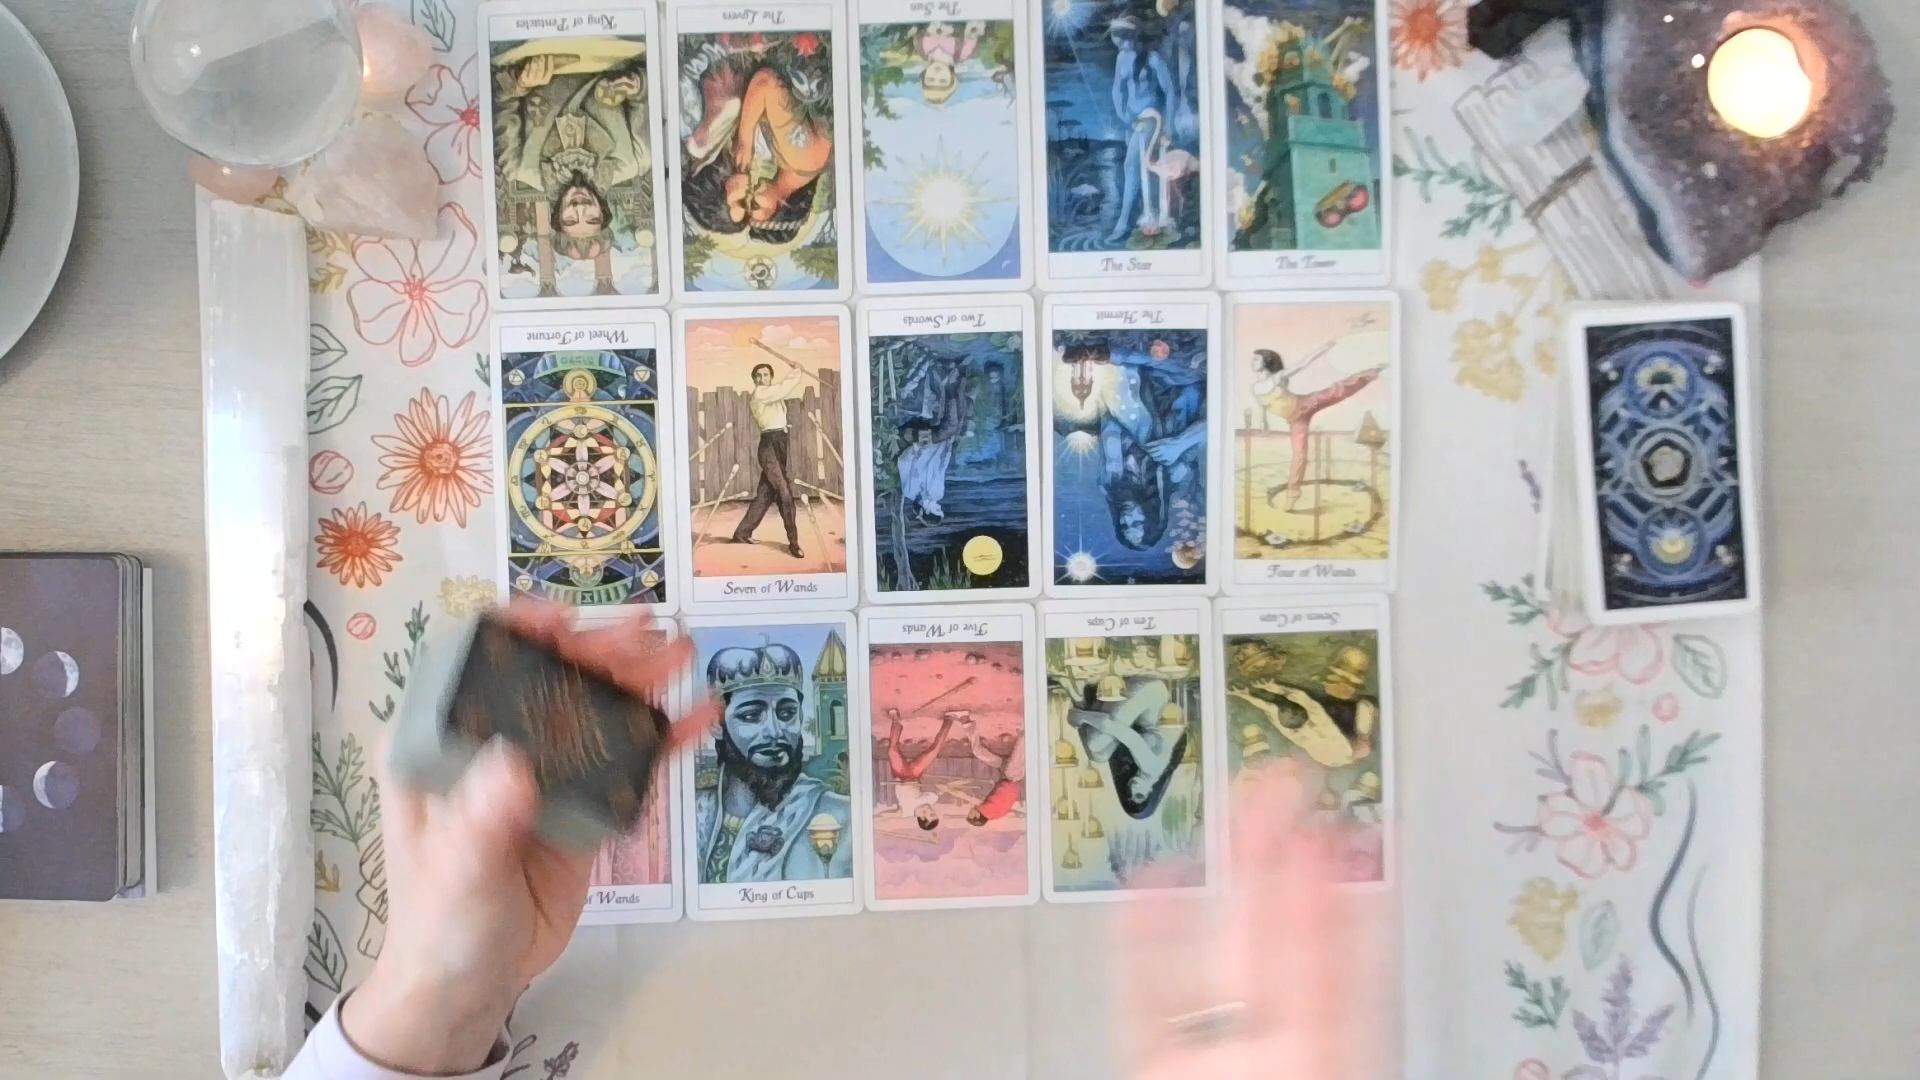 King of Pentacles
The Lovers
The Sun
The Star
The Tower
Wheel of Fortune
Seven of Wands
Two of Swords
The Hermit
Four of Wands
of Wands
King of Cups
Five of Wands
Ten of Cups
Seven of Cups